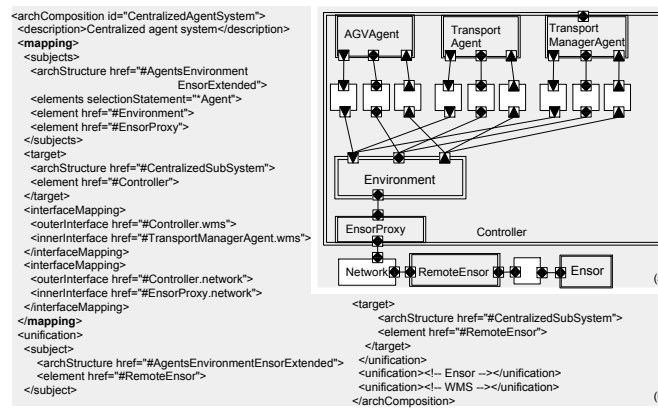 <archComposition id="CentralizedAgentSystem">
<description>Centralized agent system</description>
<mapping>
<subjects>
<archStructure href="#AgentsEnvironment
EnsorExtended">
<elements selectionStatement="*Agent">
<element href="#Environment">
<element href="#EnsorProxy">
</subjects>
<target>
<archStructure href="#CentralizedSubSystem">
<element href="#Controller">
</target>
<interfaceMapping>
<outerInterface href="#Controller.wms">
<innerInterface href="#TransportManagerAgent.wms">
</interfaceMapping>
<interfaceMapping>
<outerInterface href="#Controller.network">
<innerInterface href="#EnsorProxy.network">
</interfaceMapping>
</mapping>
<unification>
<subject>
<archStructure href="#AgentsEnvironmentEnsorExtended">
<element href="#RemoteEnsor">
</subject>
<target>
<archStructure href="#CentralizedSubSystem">
<element href="#RemoteEnsor">
</target>
</unification>
<unification><!-- Ensor --></unification>
<unification><!-- WMS --></unification>
</archComposition>
AGVAgent
Transport
Agent
Transport
ManagerAgent
Environment
EnsorProxy
Controller
Network
RemoteEnsor
Ensor
(
(